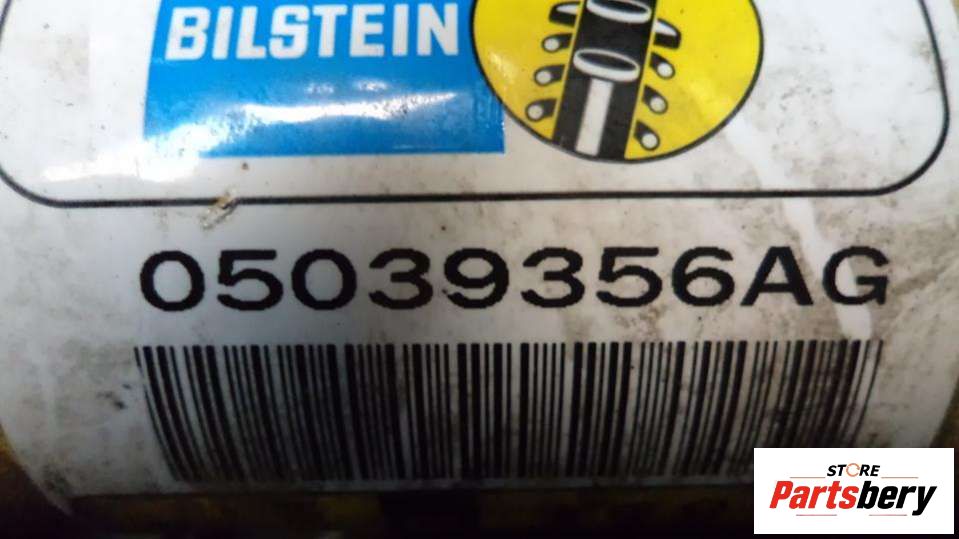 BILSTEIN
05039356AG
STORE
Partsbery